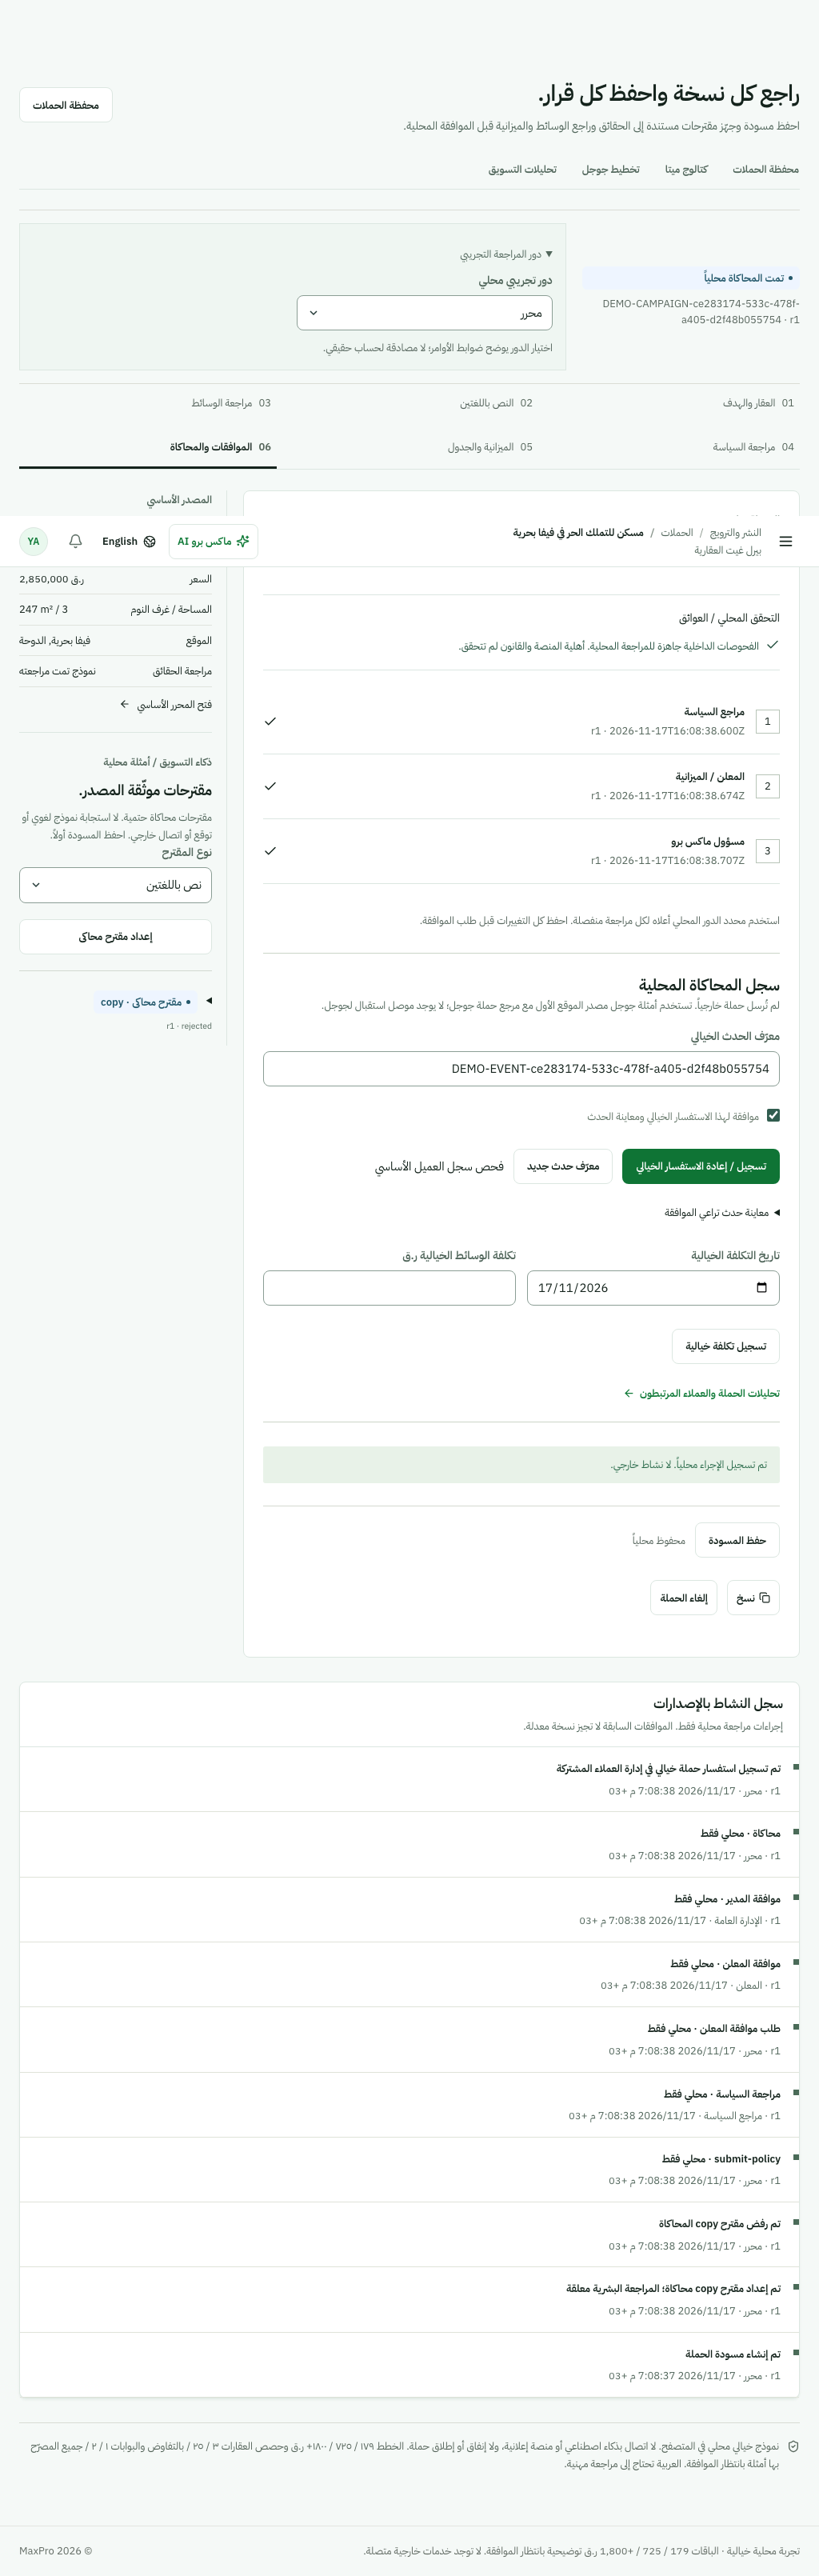 راجع كل نسخة واحفظ كل قرار.
احفظ مسودة وجهّز مقترحات مستندة إلى الحقائق وراجع الوسائط والميزانية قبل الموافقة المحلية.
محفظة الحملات
محفظة الحملات
كتالوج ميتا
تخطيط جوجل
تحليلات التسويق
تمت المحاكاة محلياً
DEMO-CAMPAIGN-ce283174-533c-478f-
a405-d2f48b055754 · r1
دور المراجعة التجريبي
دور تجريبي محلي
محرر
اختيار الدور يوضح ضوابط الأوامر؛ لا مصادقة لحساب حقيقي.
01 العقار والهدف
02 النص باللغتين
03 مراجعة الوسائط
04 مراجعة السياسة
05 الميزانية والجدول
06 الموافقات والمحاكاة
النشر والترويج / الحملات / مسكن للتملك الحر في فيفا بحرية
بيرل غيت العقارية
ماكس برو AI
English
YA
التحقق المحلي / العوائق
الفحوصات الداخلية جاهزة للمراجعة المحلية. أهلية المنصة والقانون لم تتحقق.
1
مراجع السياسة
r1 · 2026-11-17T16:08:38.600Z
2
المعلن / الميزانية
r1 · 2026-11-17T16:08:38.674Z
3
مسؤول ماكس برو
r1 · 2026-11-17T16:08:38.707Z
استخدم محدد الدور المحلي أعلاه لكل مراجعة منفصلة. احفظ كل التغييرات قبل طلب الموافقة.
سجل المحاكاة المحلية
لم تُرسل حملة خارجياً. تستخدم أمثلة جوجل مصدر الموقع الأول مع مرجع حملة جوجل؛ لا يوجد موصل استقبال لجوجل.
معرّف الحدث الخيالي
DEMO-EVENT-ce283174-533c-478f-a405-d2f48b055754
موافقة لهذا الاستفسار الخيالي ومعاينة الحدث
تسجيل / إعادة الاستفسار الخيالي
معرّف حدث جديد
فحص سجل العميل الأساسي
معاينة حدث تراعي الموافقة
تاريخ التكلفة الخيالية
17/11/2026
تكلفة الوسائط الخيالية ر.ق
تسجيل تكلفة خيالية
تحليلات الحملة والعملاء المرتبطون
تم تسجيل الإجراء محلياً. لا نشاط خارجي.
حفظ المسودة
محفوظ محلياً
نسخ
إلغاء الحملة
المصدر الأساسي
السعر
ر.ق 2,850,000
المساحة / غرف النوم
247 m² / 3
الموقع
فيفا بحرية, الدوحة
مراجعة الحقائق
نموذج تمت مراجعته
فتح المحرر الأساسي
ذكاء التسويق / أمثلة محلية
مقترحات موثّقة المصدر.
مقترحات محاكاة حتمية. لا استجابة نموذج لغوي أو
توقع أو اتصال خارجي. احفظ المسودة أولاً.
نوع المقترح
نص باللغتين
إعداد مقترح محاكى
مقترح محاكى · copy
r1 · rejected
سجل النشاط بالإصدارات
إجراءات مراجعة محلية فقط. الموافقات السابقة لا تجيز نسخة معدلة.
تم تسجيل استفسار حملة خيالي في إدارة العملاء المشتركة
r1 · محرر · 2026/11/17 7:08:38 م +03
محاكاة · محلي فقط
r1 · محرر · 2026/11/17 7:08:38 م +03
موافقة المدير · محلي فقط
r1 · الإدارة العامة · 2026/11/17 7:08:38 م +03
موافقة المعلن · محلي فقط
r1 · المعلن · 2026/11/17 7:08:38 م +03
طلب موافقة المعلن · محلي فقط
r1 · محرر · 2026/11/17 7:08:38 م +03
مراجعة السياسة · محلي فقط
r1 · مراجع السياسة · 2026/11/17 7:08:38 م +03
submit-policy · محلي فقط
r1 · محرر · 2026/11/17 7:08:38 م +03
تم رفض مقترح copy المحاكاة
r1 · محرر · 2026/11/17 7:08:38 م +03
تم إعداد مقترح copy محاكاة؛ المراجعة البشرية معلقة
r1 · محرر · 2026/11/17 7:08:38 م +03
تم إنشاء مسودة الحملة
r1 · محرر · 2026/11/17 7:08:37 م +03
نموذج خيالي محلي في المتصفح. لا اتصال بذكاء اصطناعي أو منصة إعلانية، ولا إنفاق أو إطلاق حملة. الخطط ١٧٩ / ٧٢٥ / ١٨٠٠+ ر.ق وحصص العقارات ٣ / ٢٥ / بالتفاوض والبوابات ١ / ٢ / جميع المصرّح
بها أمثلة بانتظار الموافقة. العربية تحتاج إلى مراجعة مهنية.
تجربة محلية خيالية · الباقات 179 / 725 / +1,800 ر.ق توضيحية بانتظار الموافقة. لا توجد خدمات خارجية متصلة.
© 2026 MaxPro